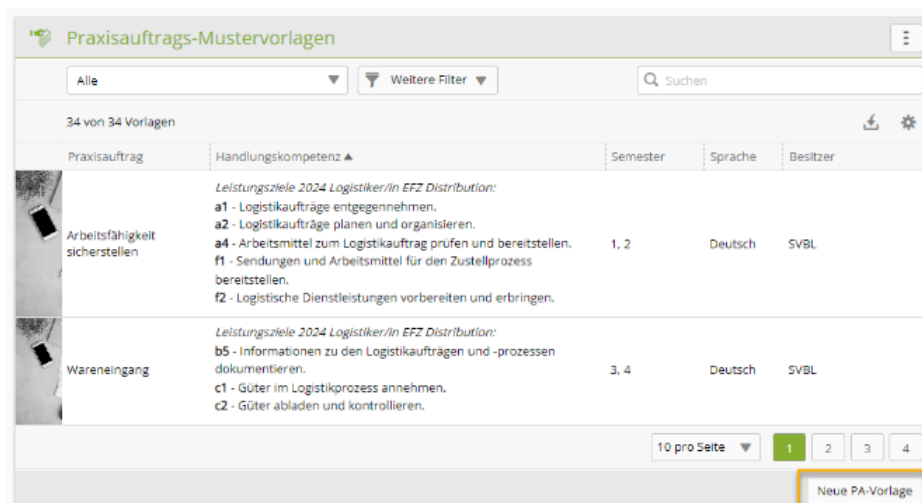 Praxisauftrags-Mustervorlagen
Alle
Weitere Filter
Suchen
34 von 34 Vorlagen
Praxisauftrag Handlungskompetenz Semester Sprache Besitzer
Leistungsziele 2024 Logistiker/in EFZ Distribution:
a1 - Logistikaufträge entgegennehmen.
a2 - Logistikaufträge planen und organisieren.
a4 - Arbeitsmittel zum Logistikauftrag prüfen und bereitstellen.
f1 - Sendungen und Arbeitsmittel für den Zustellprozess
bereitstellen.
f2 - Logistische Dienstleistungen vorbereiten und erbringen.
Arbeitsfähigkeit
sicherstellen
1, 2 Deutsch SVBL
Leistungsziele 2024 Logistiker/in EFZ Distribution:
b5 - Informationen zu den Logistikaufträgen und -prozessen
dokumentieren.
c1 - Güter im Logistikprozess annehmen.
c2 - Güter abladen und kontrollieren.
Wareneingang
3, 4 Deutsch SVBL
10 pro Seite 1 2 3 4
Neue PA-Vorlage